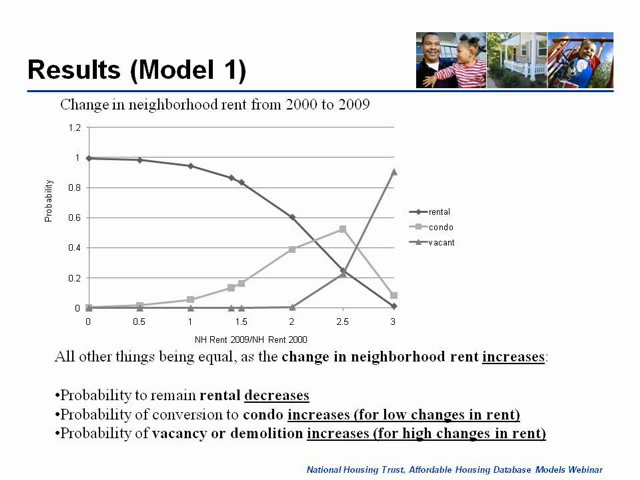 Results (Model 1)
Change in neighborhood rent from 2000 to 2009
1.2
1
0.8
0.6
0.4
0.2
0
Probability
0 0.5 1 1.5 2 2.5 3
NH Rent 2009/NH Rent 2000
rental
condo
vacant
All other things being equal, as the change in neighborhood rent increases:
•Probability to remain rental decreases
•Probability of conversion to condo increases (for low changes in rent)
•Probability of vacancy or demolition increases (for high changes in rent)
National Housing Trust, Affordable Housing Database Models Webinar